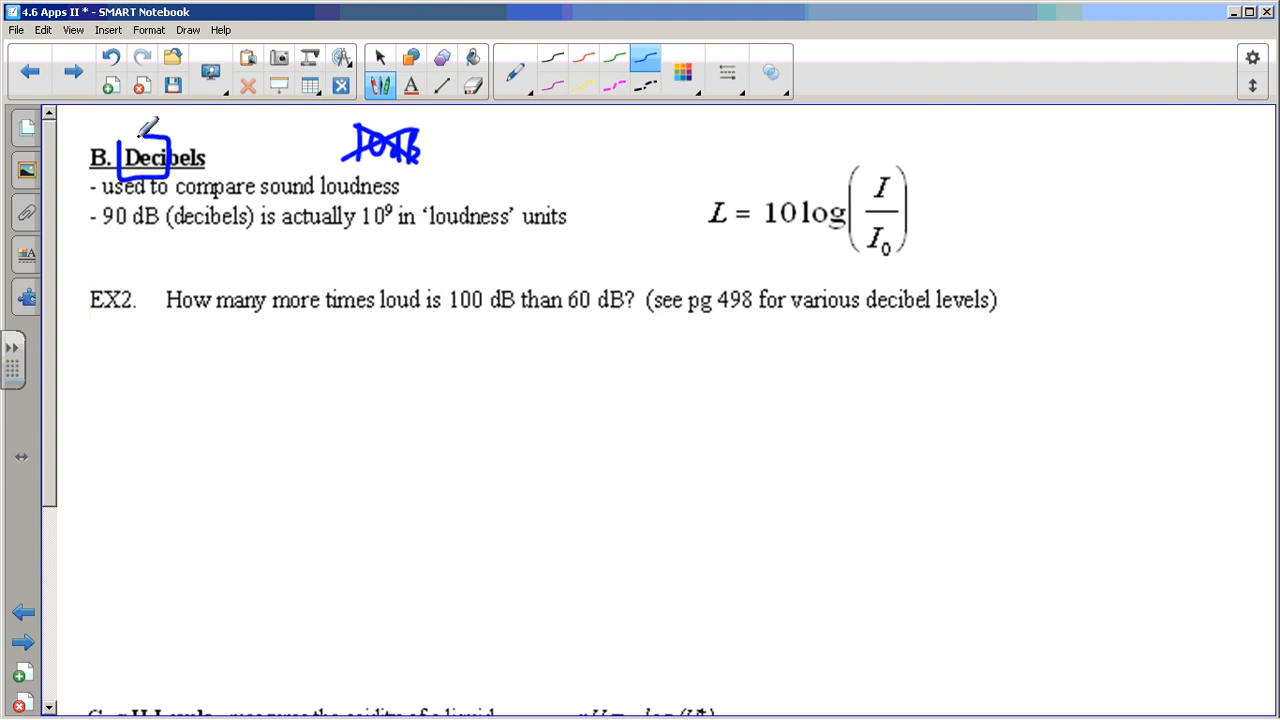 4.6 Apps II * - SMART Notebook
File Edit View Insert Format Draw Help
B. Decibels
- used to compare sound loudness
- 90 dB (decibels) is actually 10⁹ in ‘loudness’ units
L = 10 log(I/I₀)
EX2. How many more times loud is 100 dB than 60 dB? (see pg 498 for various decibel levels)